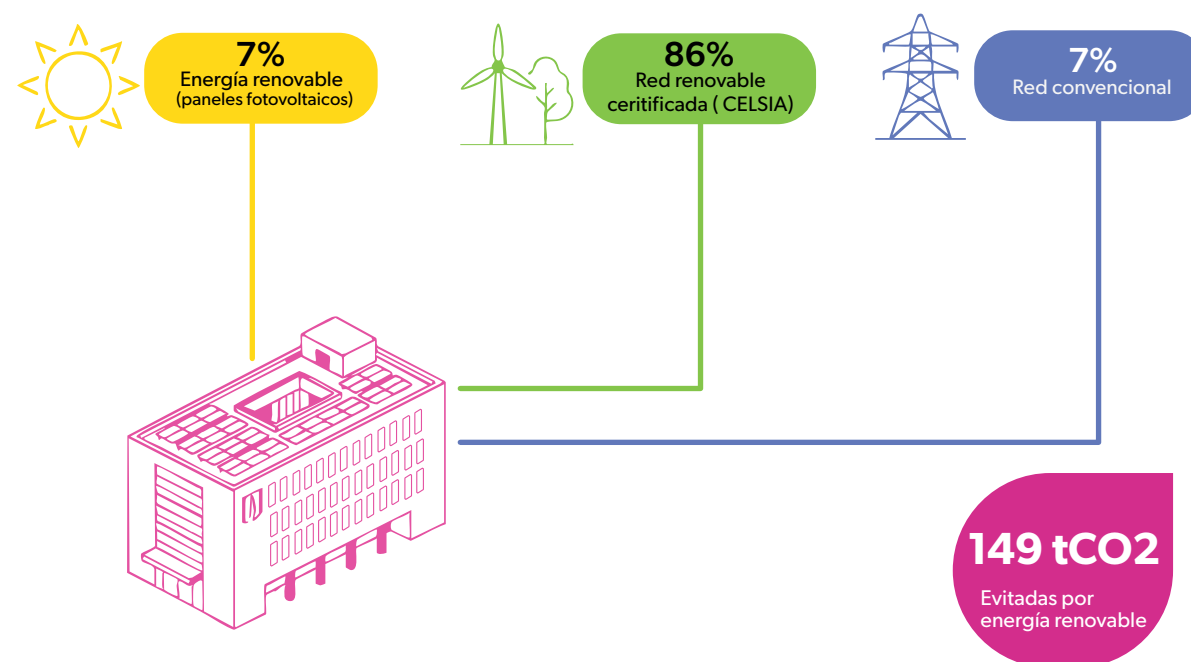 7%
Energía renovable
(paneles fotovoltaicos)
86%
Red renovable
ceritificada ( CELSIA)
7%
Red convencional
149 tCO2
Evitadas por
energía renovable